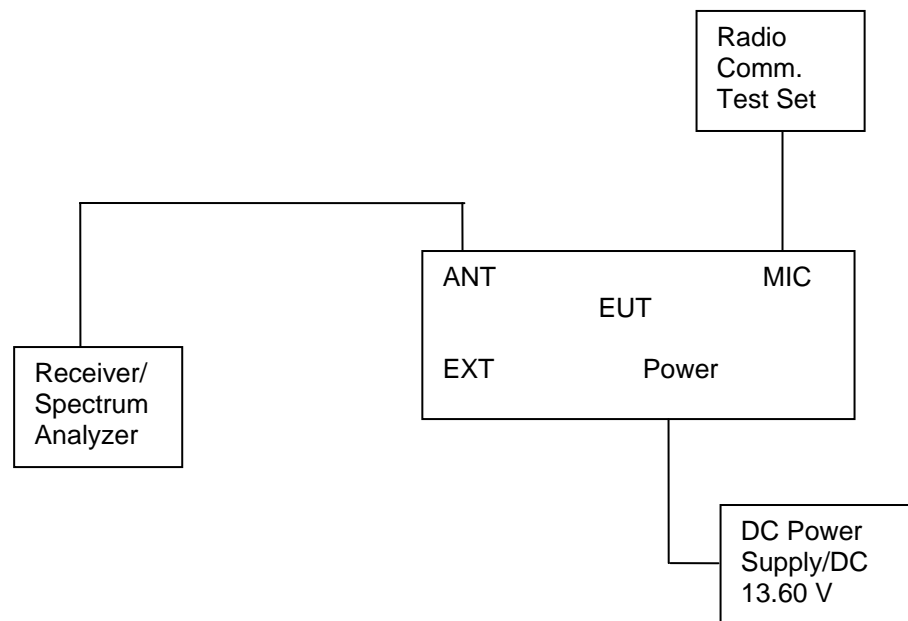 Radio
Comm.
Test Set
ANT
MIC
EUT
EXT
Power
Receiver/
Spectrum
Analyzer
DC Power
Supply/DC
13.60 V